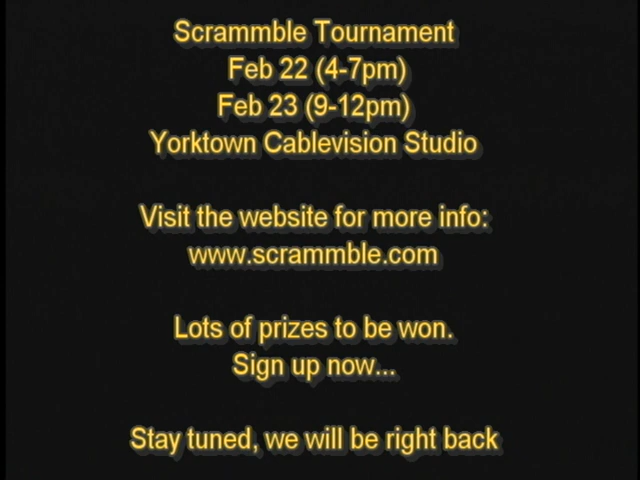 Scrammble Tournament
Feb 22 (4-7pm)
Feb 23 (9-12pm)
Yorktown Cablevision Studio
Visit the website for more info:
www.scrammble.com
Lots of prizes to be won.
Sign up now...
Stay tuned, we will be right back